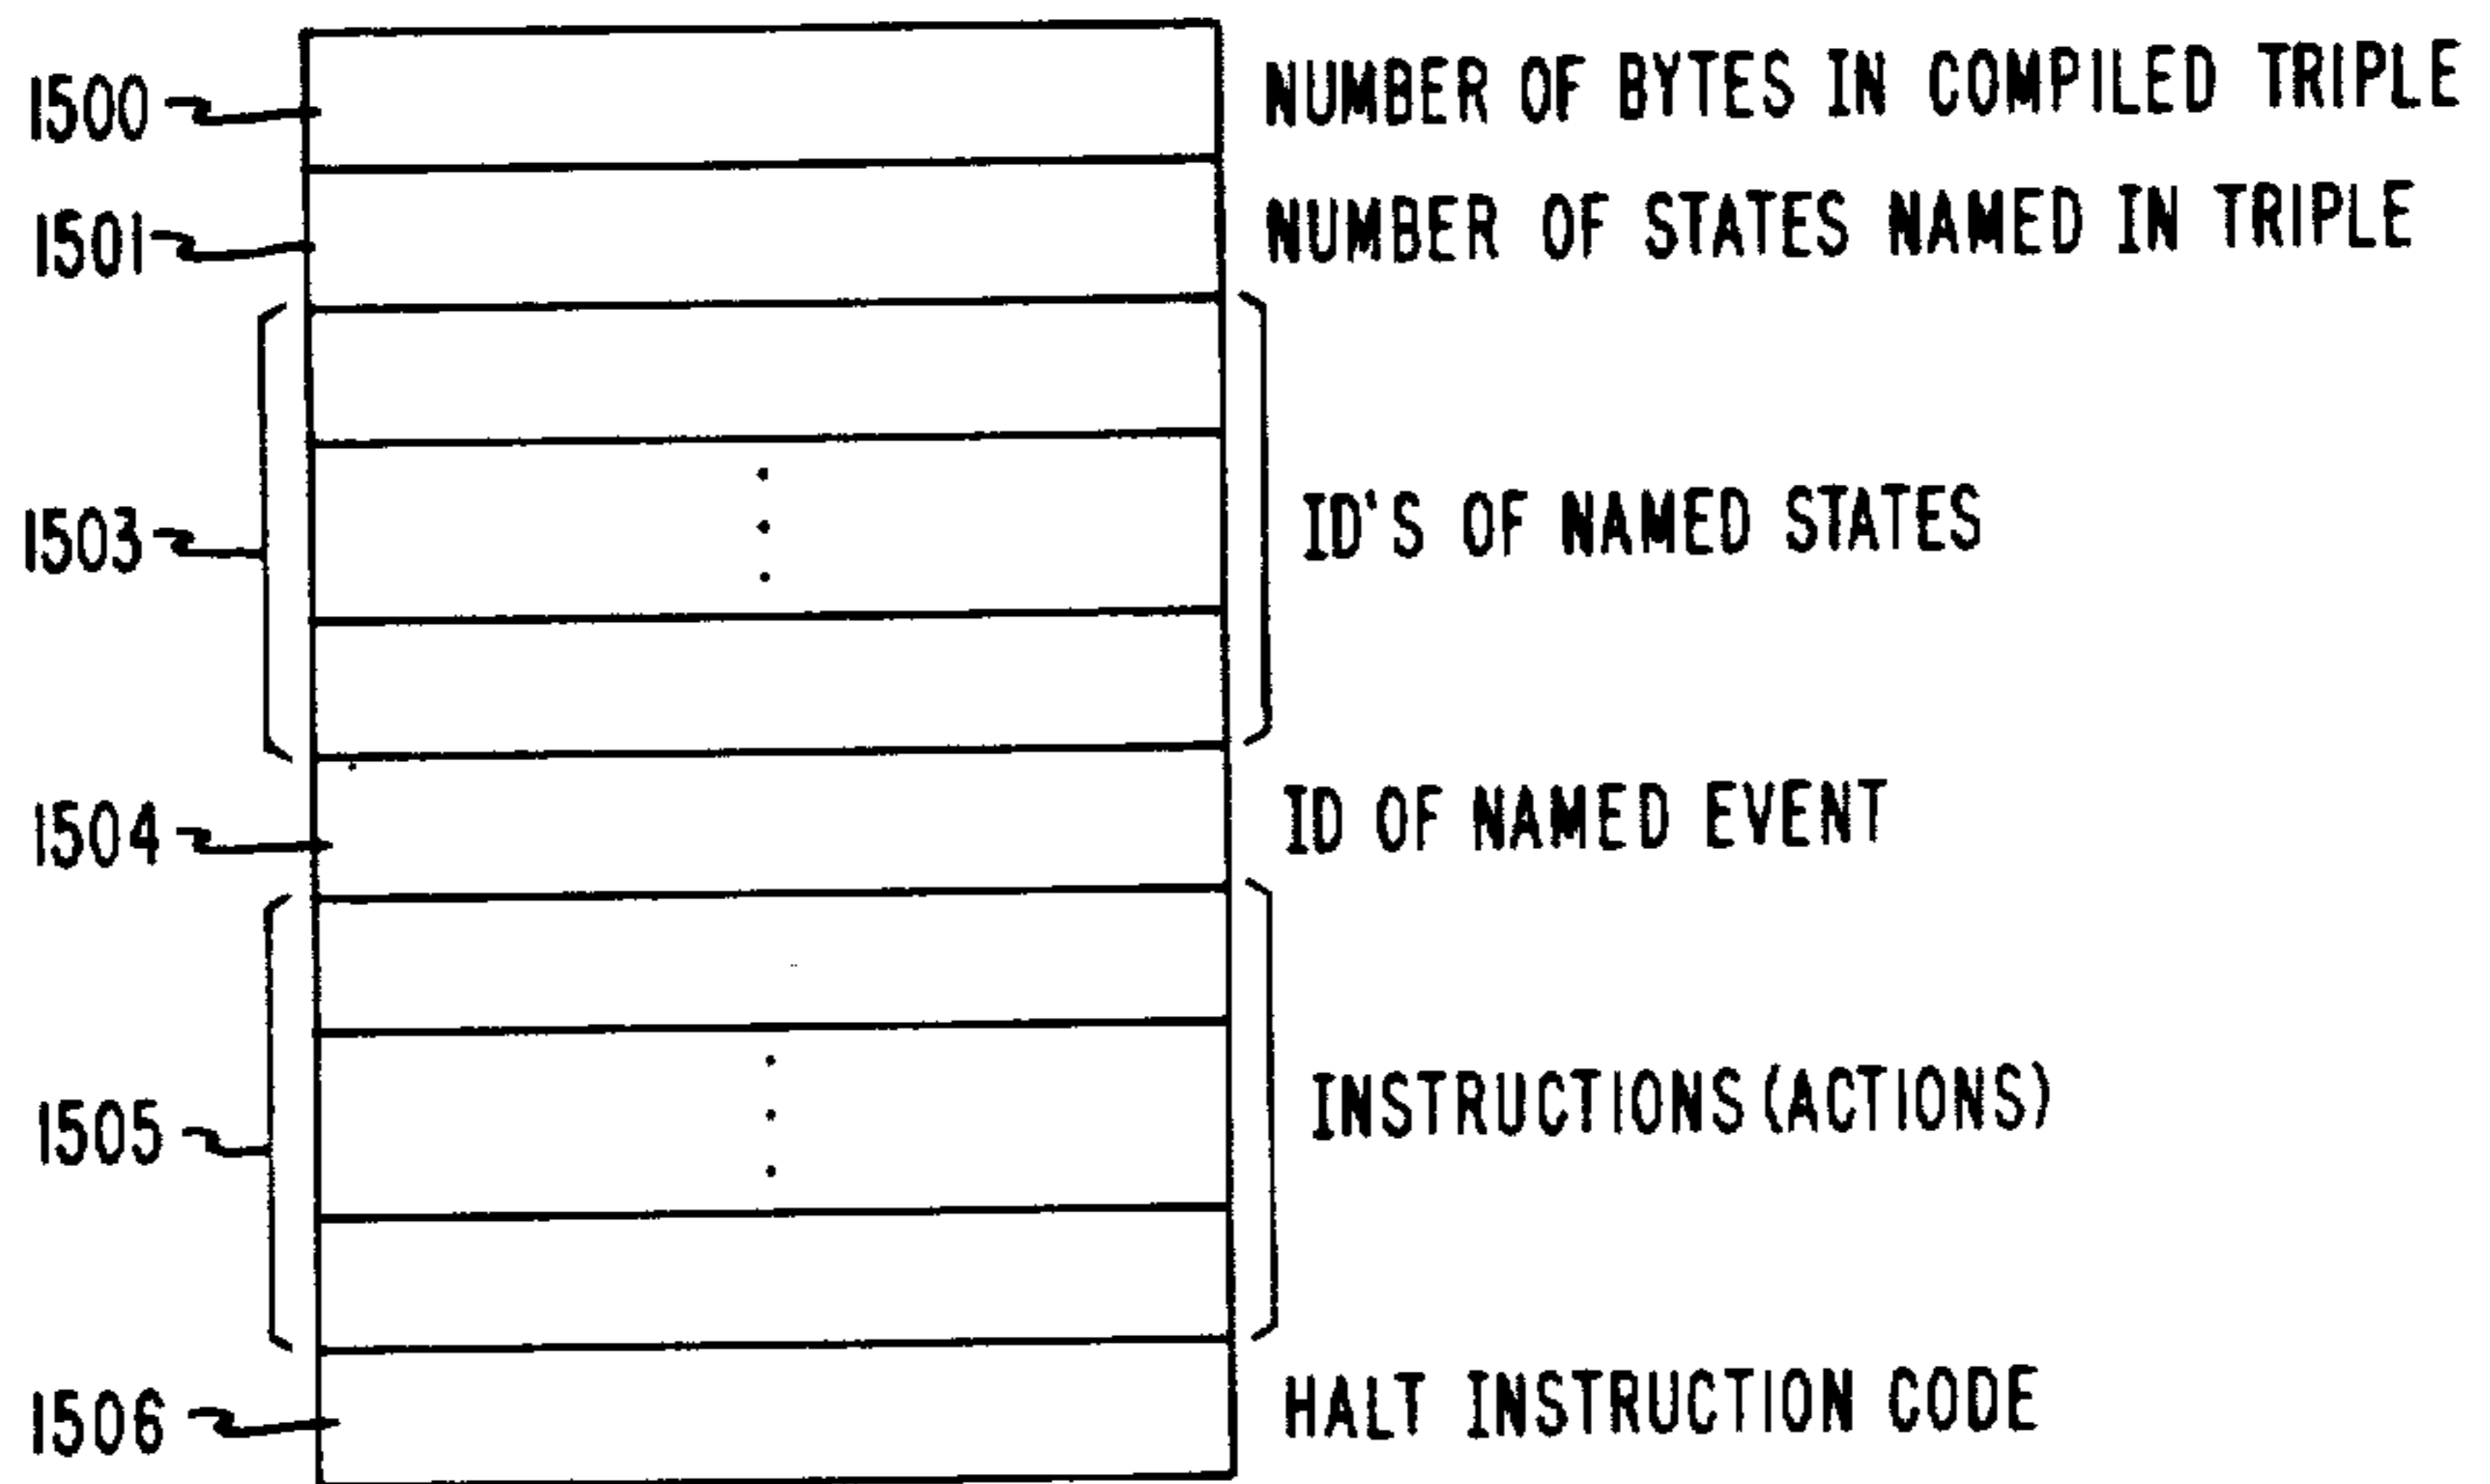 1500 NUMBER OF BYTES IN COMPILED TRIPLE
1501 NUMBER OF STATES NAMED IN TRIPLE
1503 ID'S OF NAMED STATES
1504 ID OF NAMED EVENT
1505 INSTRUCTIONS (ACTIONS)
1506 HALT INSTRUCTION CODE